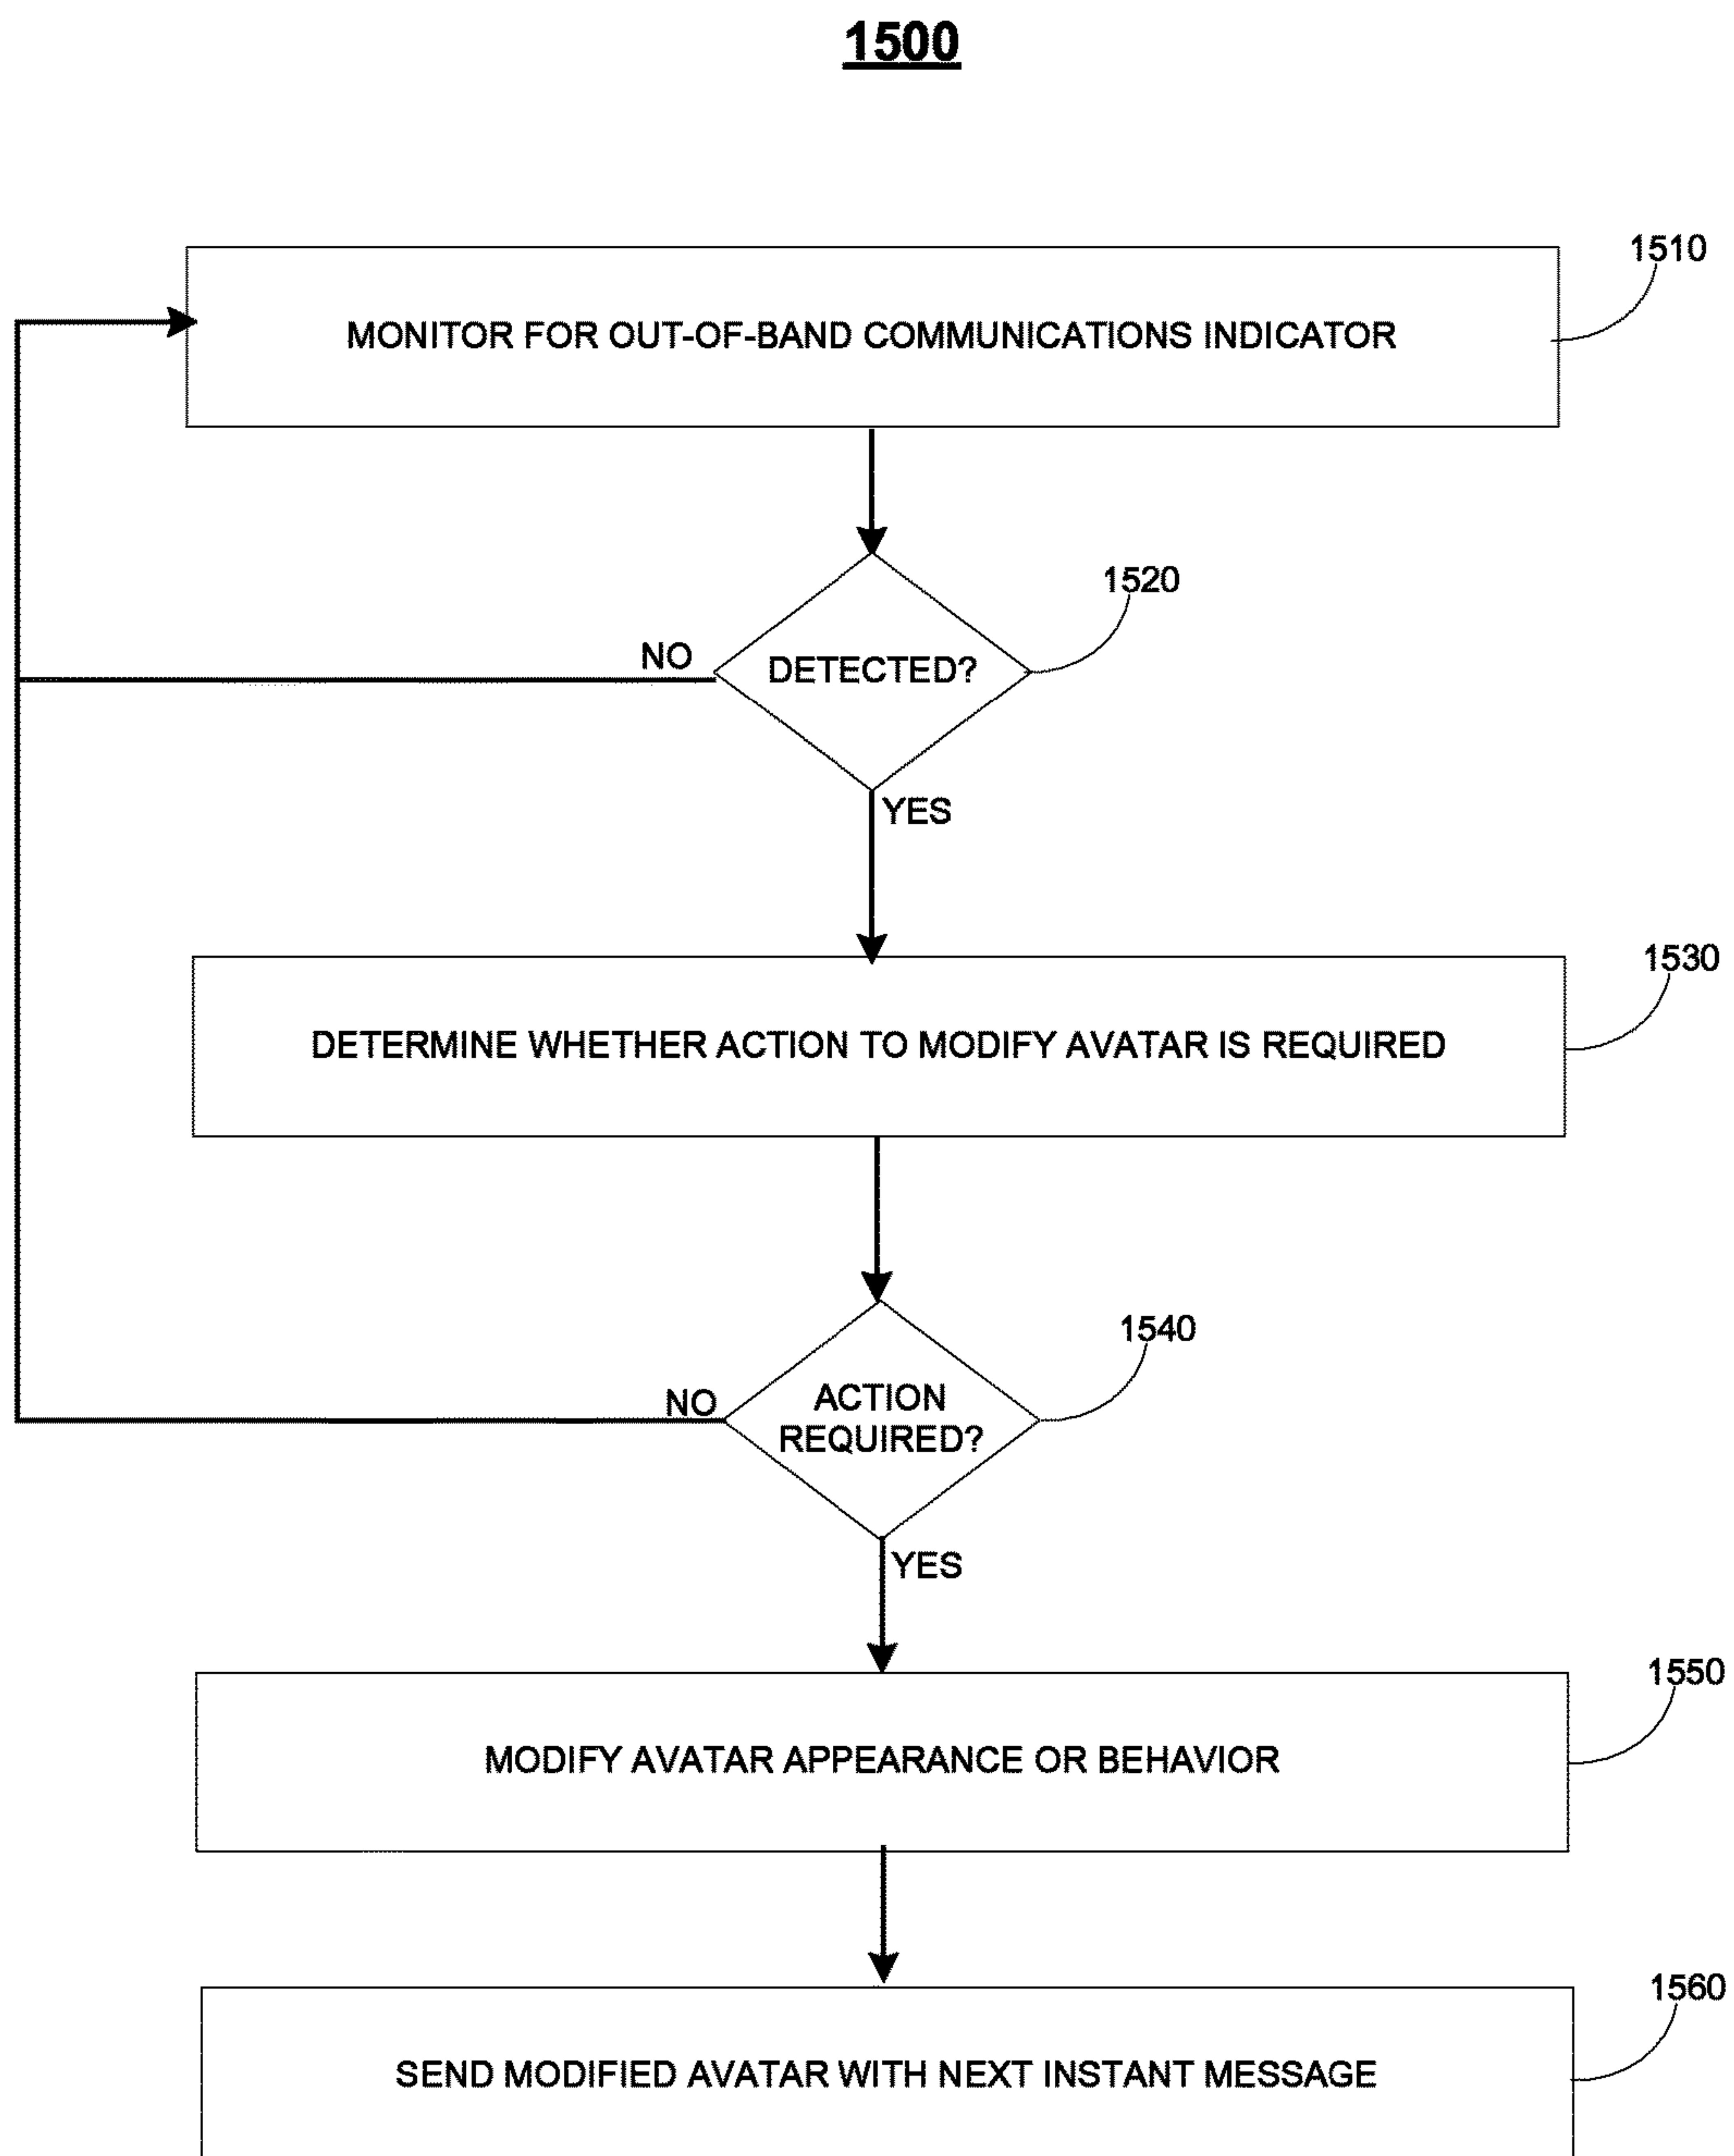 1500
1510
MONITOR FOR OUT-OF-BAND COMMUNICATIONS INDICATOR
1520
NO
DETECTED?
YES
1530
DETERMINE WHETHER ACTION TO MODIFY AVATAR IS REQUIRED
1540
NO
ACTION
REQUIRED?
YES
1550
MODIFY AVATAR APPEARANCE OR BEHAVIOR
1560
SEND MODIFIED AVATAR WITH NEXT INSTANT MESSAGE